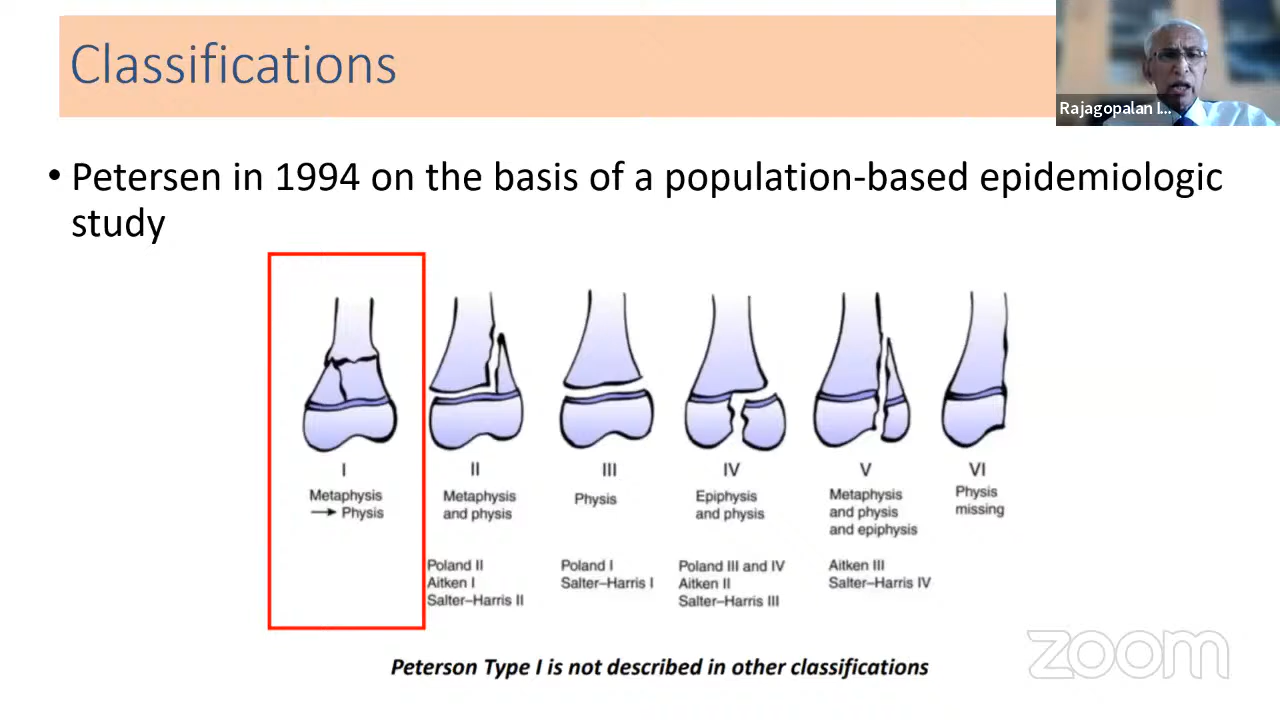 Classifications
Rajagopalan I...
• Petersen in 1994 on the basis of a population-based epidemiologic
study
I
Metaphysis
→ Physis
II
Metaphysis
and physis
Poland II
Aitken I
Salter–Harris II
III
Physis
Poland I
Salter–Harris I
IV
Epiphysis
and physis
Poland III and IV
Aitken II
Salter–Harris III
V
Metaphysis
and physis
and epiphysis
Aitken III
Salter–Harris IV
VI
Physis
missing
Peterson Type I is not described in other classifications
zoom